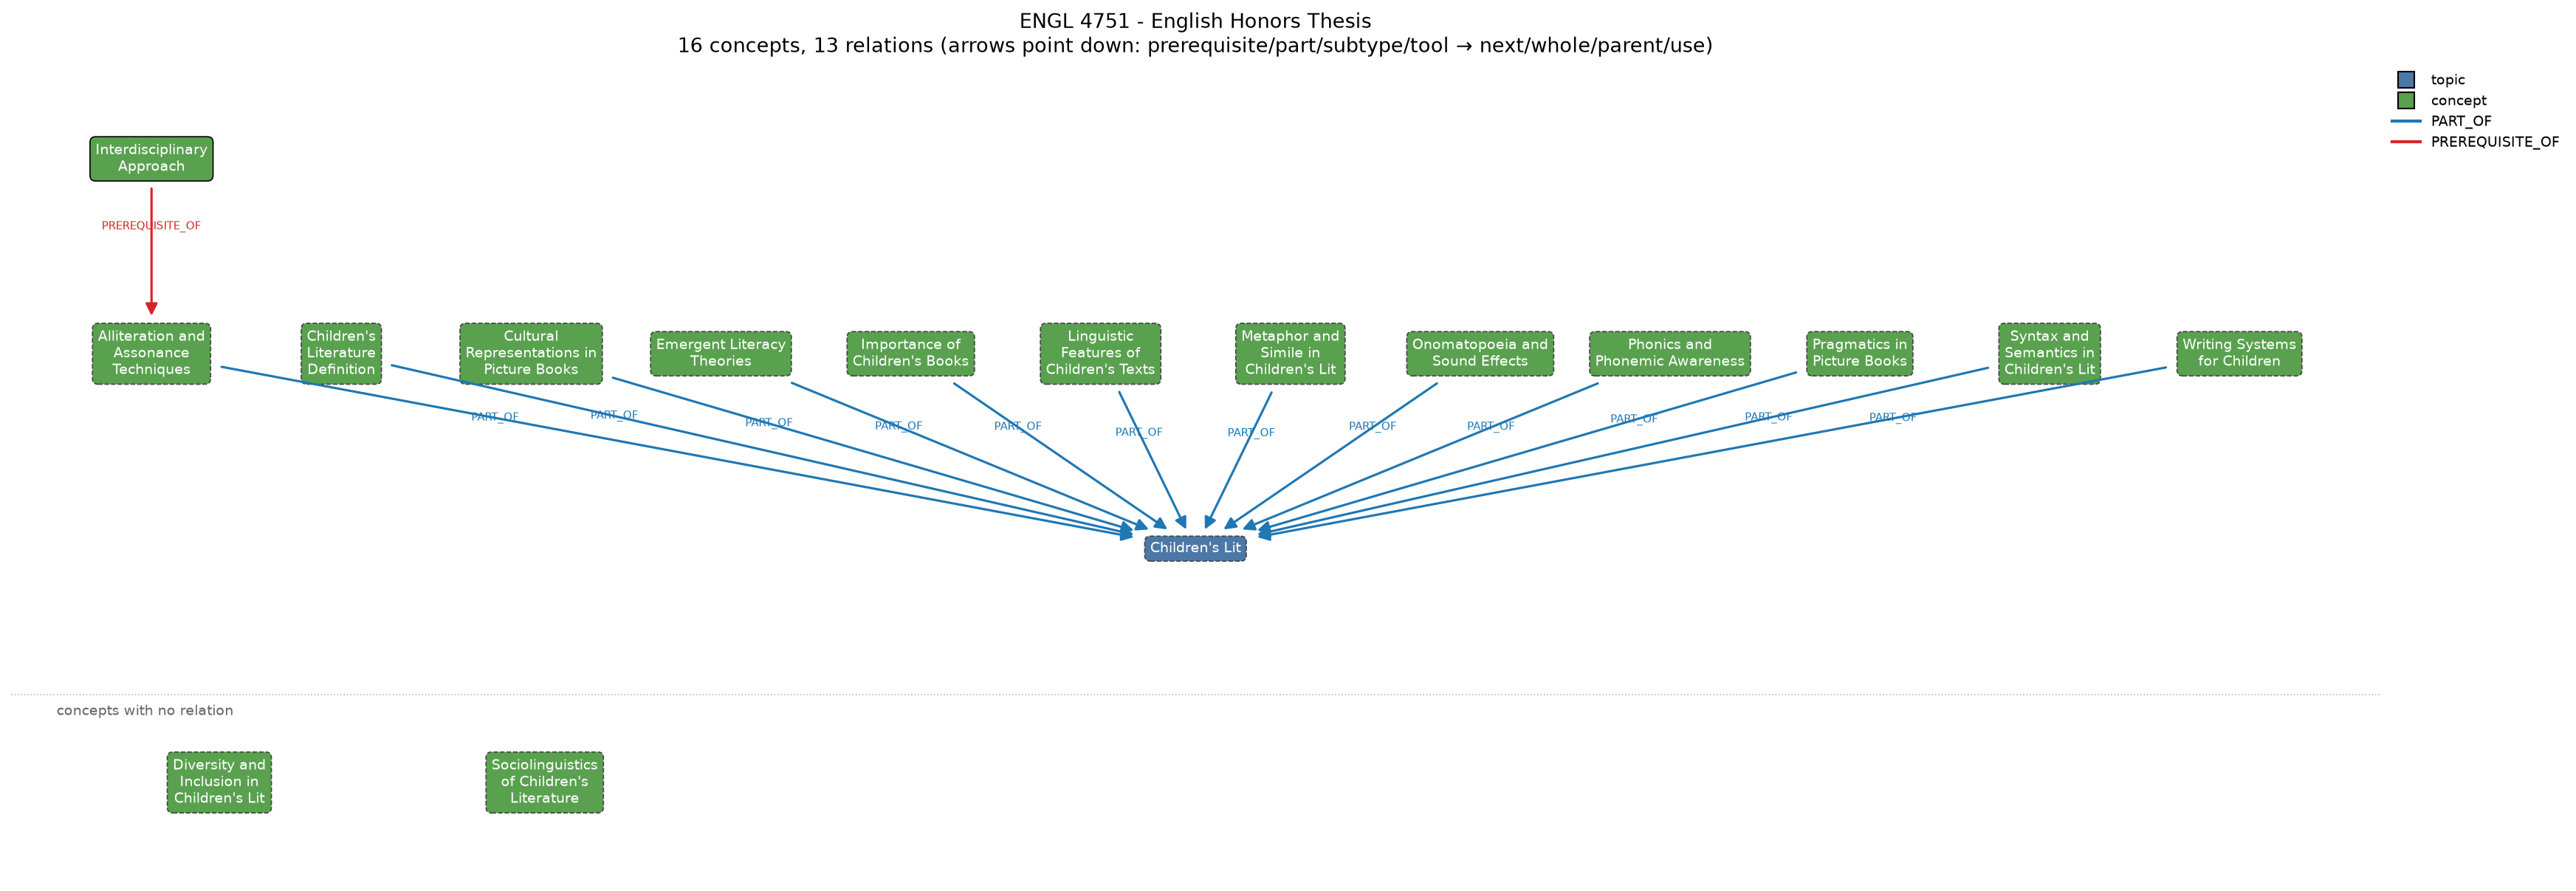 ENGL 4751 - English Honors Thesis
16 concepts, 13 relations (arrows point down: prerequisite/part/subtype/tool → next/whole/parent/use)
topic
concept
PART_OF
PREREQUISITE_OF
Interdisciplinary
Approach
PREREQUISITE_OF
Alliteration and
Assonance
Techniques
Children's
Literature
Definition
Cultural
Representations in
Picture Books
Emergent Literacy
Theories
Importance of
Children's Books
Linguistic
Features of
Children's Texts
Metaphor and
Simile in
Children's Lit
Onomatopoeia and
Sound Effects
Phonics and
Phonemic Awareness
Pragmatics in
Picture Books
Syntax and
Semantics in
Children's Lit
Writing Systems
for Children
PART_OF
PART_OF
PART_OF
PART_OF
PART_OF
PART_OF
PART_OF
PART_OF
PART_OF
PART_OF
PART_OF
PART_OF
Children's Lit
concepts with no relation
Diversity and
Inclusion in
Children's Lit
Sociolinguistics
of Children's
Literature